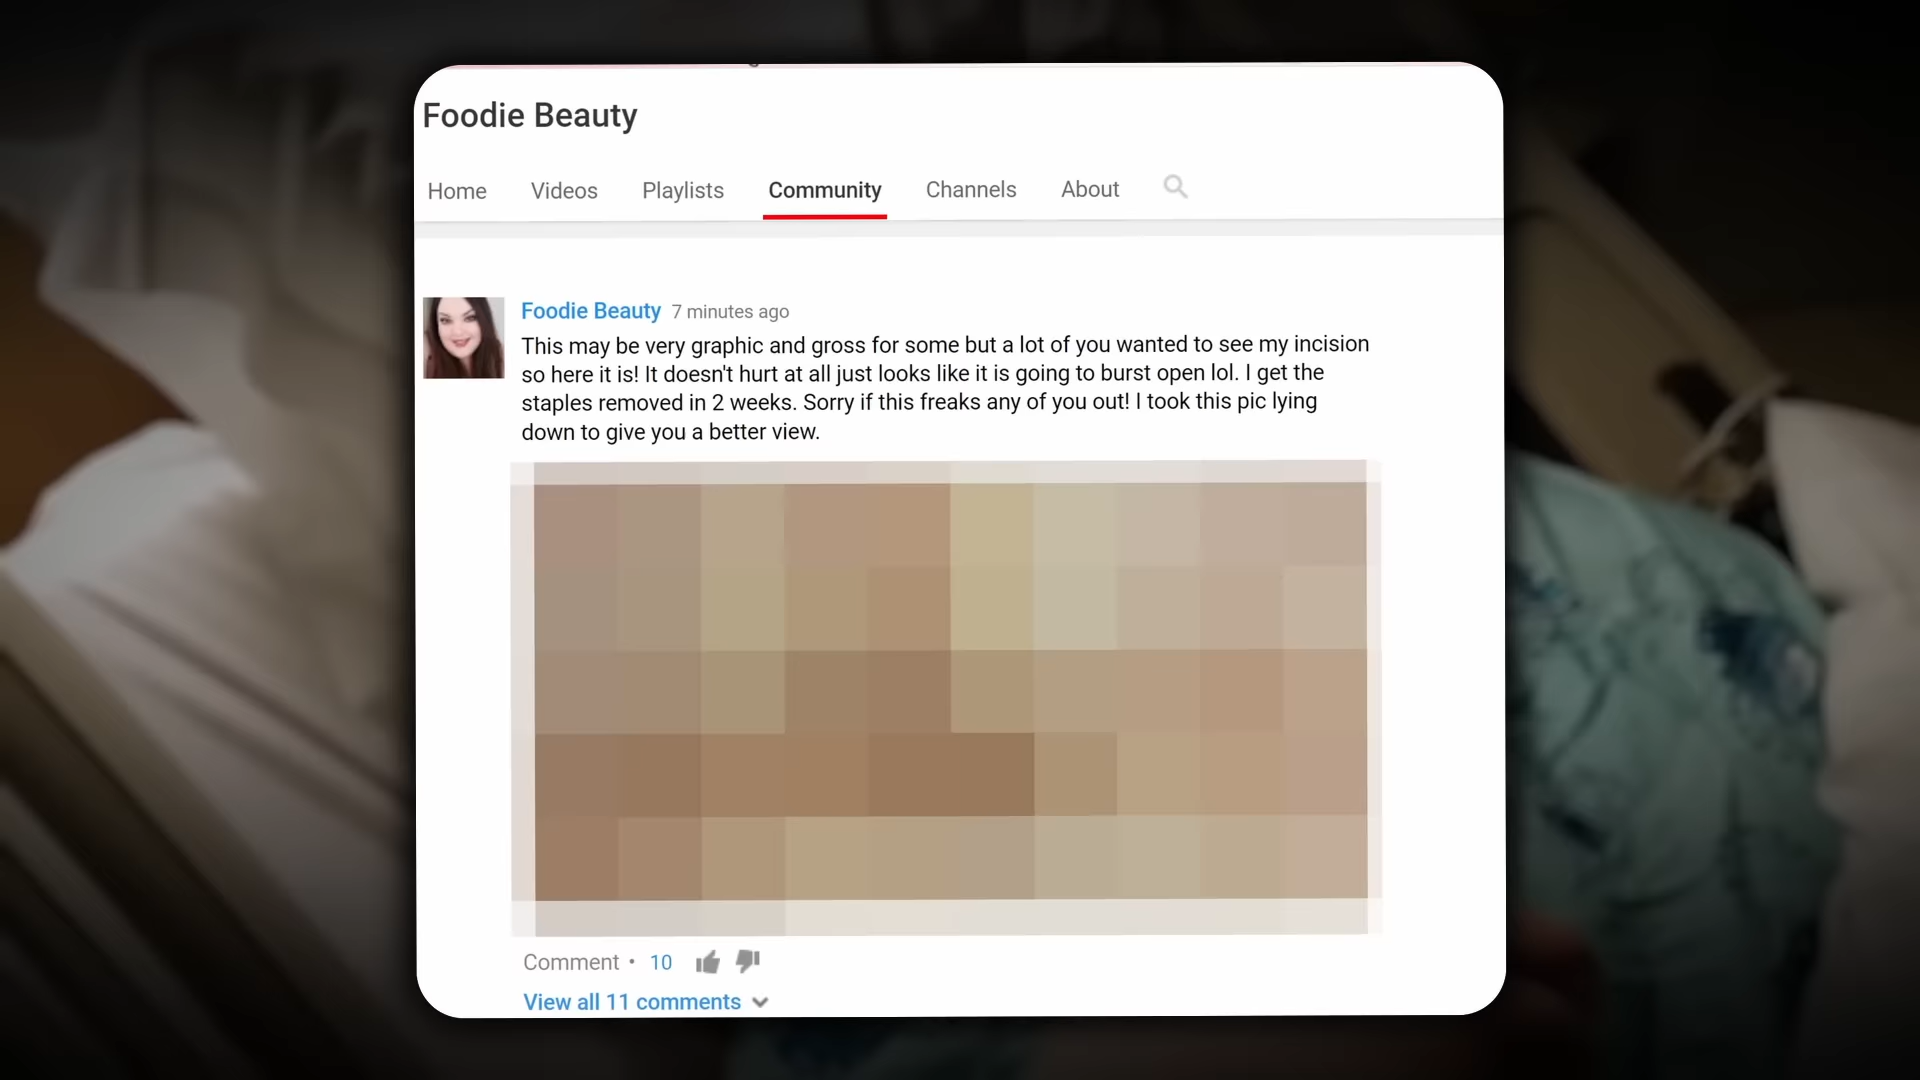 Foodie Beauty
Home Videos Playlists Community Channels About
Foodie Beauty 7 minutes ago
This may be very graphic and gross for some but a lot of you wanted to see my incision
so here it is! It doesn't hurt at all just looks like it is going to burst open lol. I get the
staples removed in 2 weeks. Sorry if this freaks any of you out! I took this pic lying
down to give you a better view.
Comment • 10
View all 11 comments